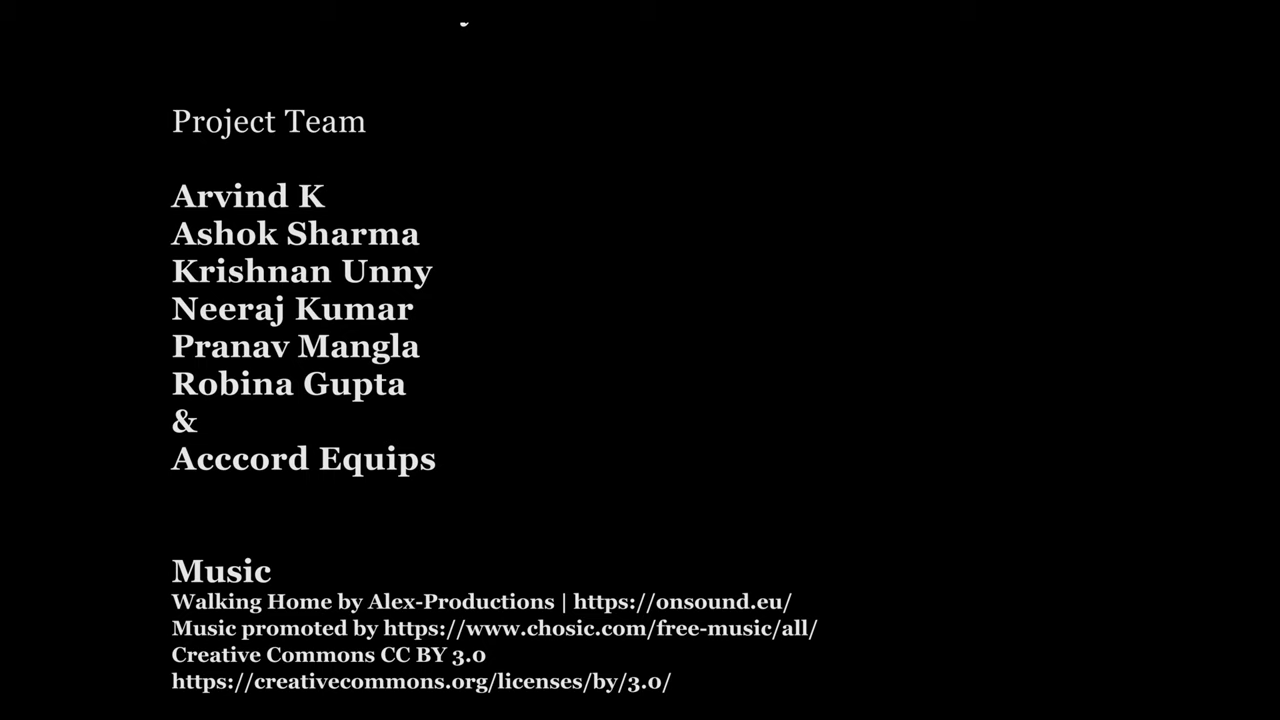 Project Team
Arvind K
Ashok Sharma
Krishnan Unny
Neeraj Kumar
Pranav Mangla
Robina Gupta
&
Acccord Equips
Music
Walking Home by Alex-Productions | https://onsound.eu/
Music promoted by https://www.chosic.com/free-music/all/
Creative Commons CC BY 3.0
https://creativecommons.org/licenses/by/3.0/